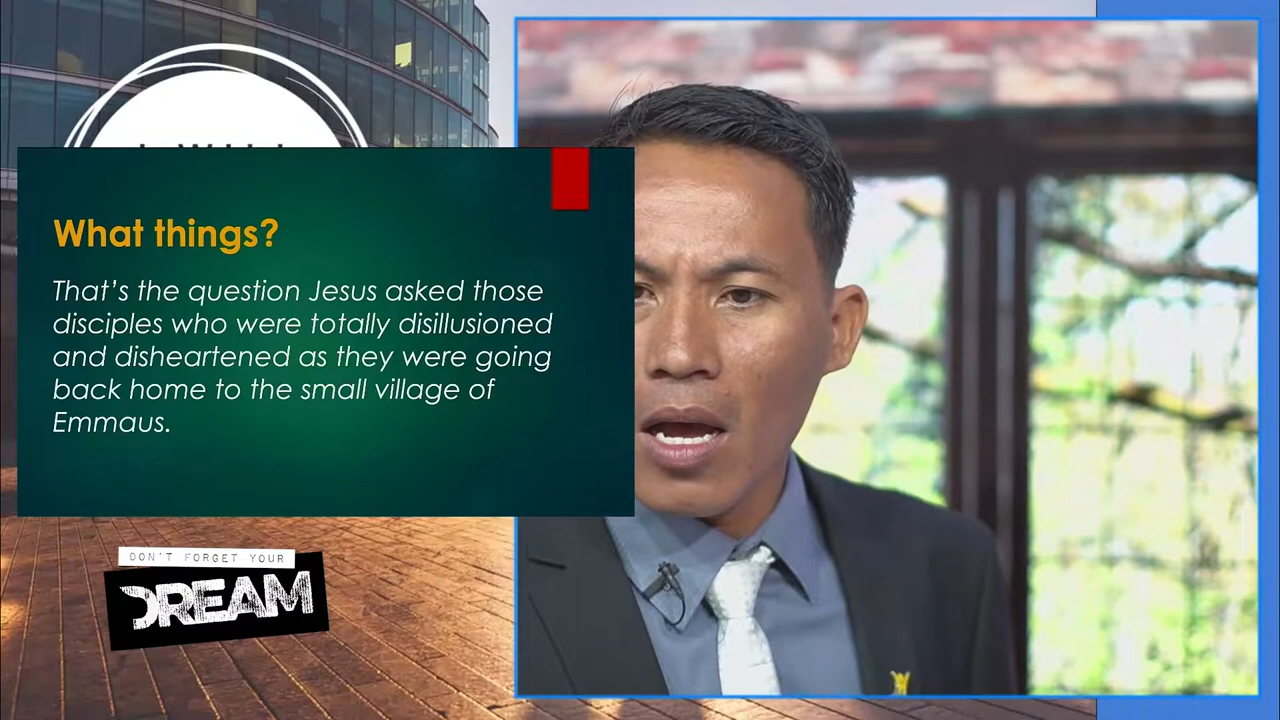 What things?
That's the question Jesus asked those
disciples who were totally disillusioned
and disheartened as they were going
back home to the small village of
Emmaus.
DON'T FORGET YOUR
DREAM